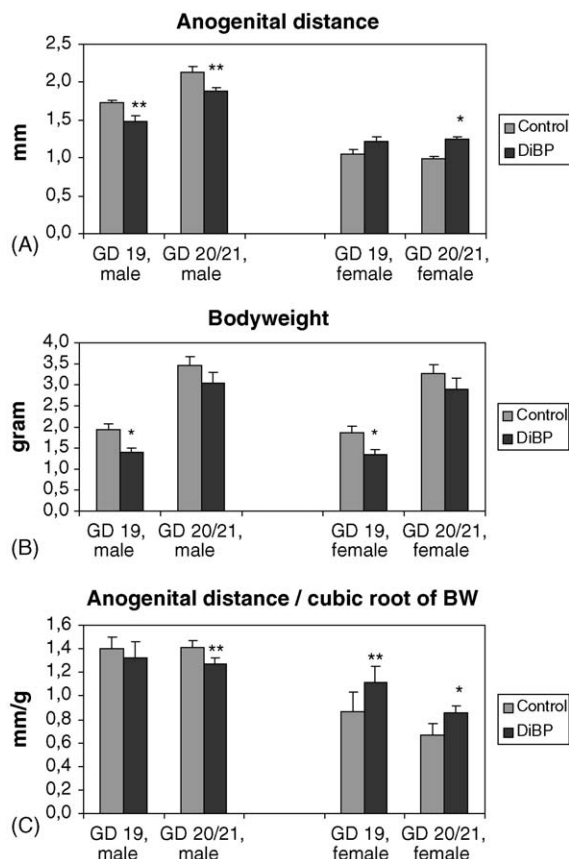 Anogenital distance
2,5
2,0
1,5
1,0
0,5
0,0
mm
** ** *
Control
DiBP
(A)
GD 19, male
GD 20/21, male
GD 19, female
GD 20/21, female
Bodyweight
4,0
3,5
3,0
2,5
2,0
1,5
1,0
0,5
0,0
gram
* *
Control
DiBP
(B)
GD 19, male
GD 20/21, male
GD 19, female
GD 20/21, female
Anogenital distance / cubic root of BW
1,6
1,4
1,2
1,0
0,8
0,6
0,4
0,2
0,0
mm/g
** ** *
Control
DiBP
(C)
GD 19, male
GD 20/21, male
GD 19, female
GD 20/21, female